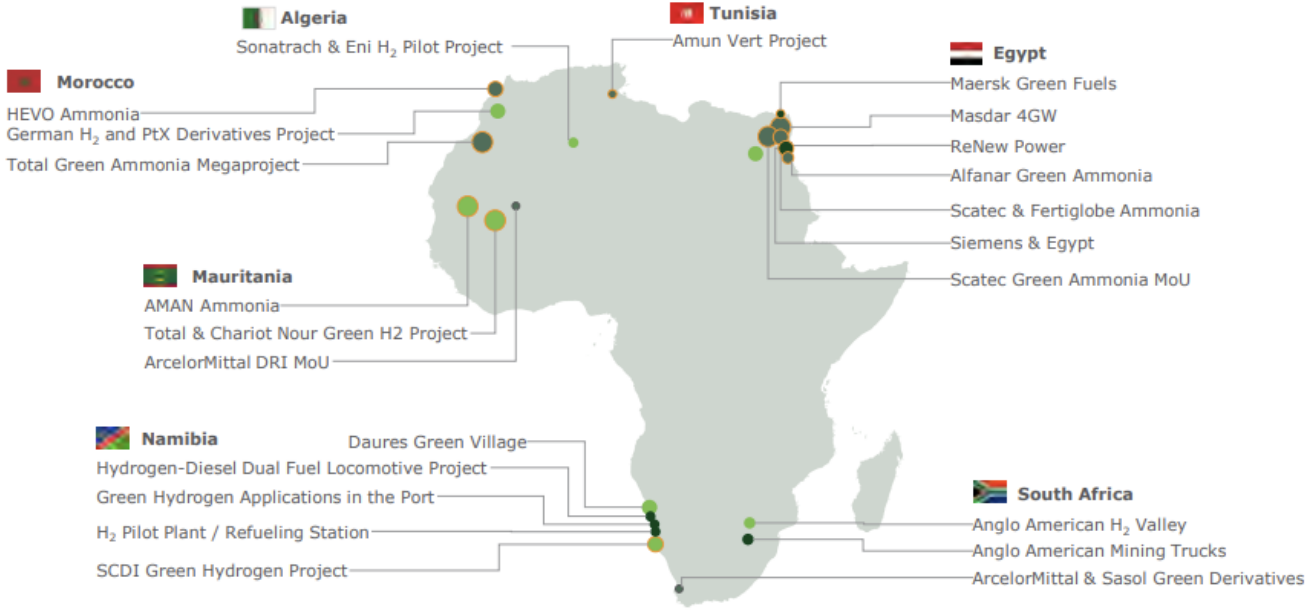 Algeria
Sonatrach & Eni H₂ Pilot Project
Tunisia
Amun Vert Project
Egypt
Maersk Green Fuels
Masdar 4GW
ReNew Power
Alfanar Green Ammonia
Scatec & Fertiglobe Ammonia
Siemens & Egypt
Scatec Green Ammonia MoU
Morocco
HEVO Ammonia
German H₂ and PtX Derivatives Project
Total Green Ammonia Megaproject
Mauritania
AMAN Ammonia
Total & Chariot Nour Green H2 Project
ArcelorMittal DRI MoU
Namibia
Daures Green Village
Hydrogen-Diesel Dual Fuel Locomotive Project
Green Hydrogen Applications in the Port
H₂ Pilot Plant / Refueling Station
SCDI Green Hydrogen Project
South Africa
Anglo American H₂ Valley
Anglo American Mining Trucks
ArcelorMittal & Sasol Green Derivatives